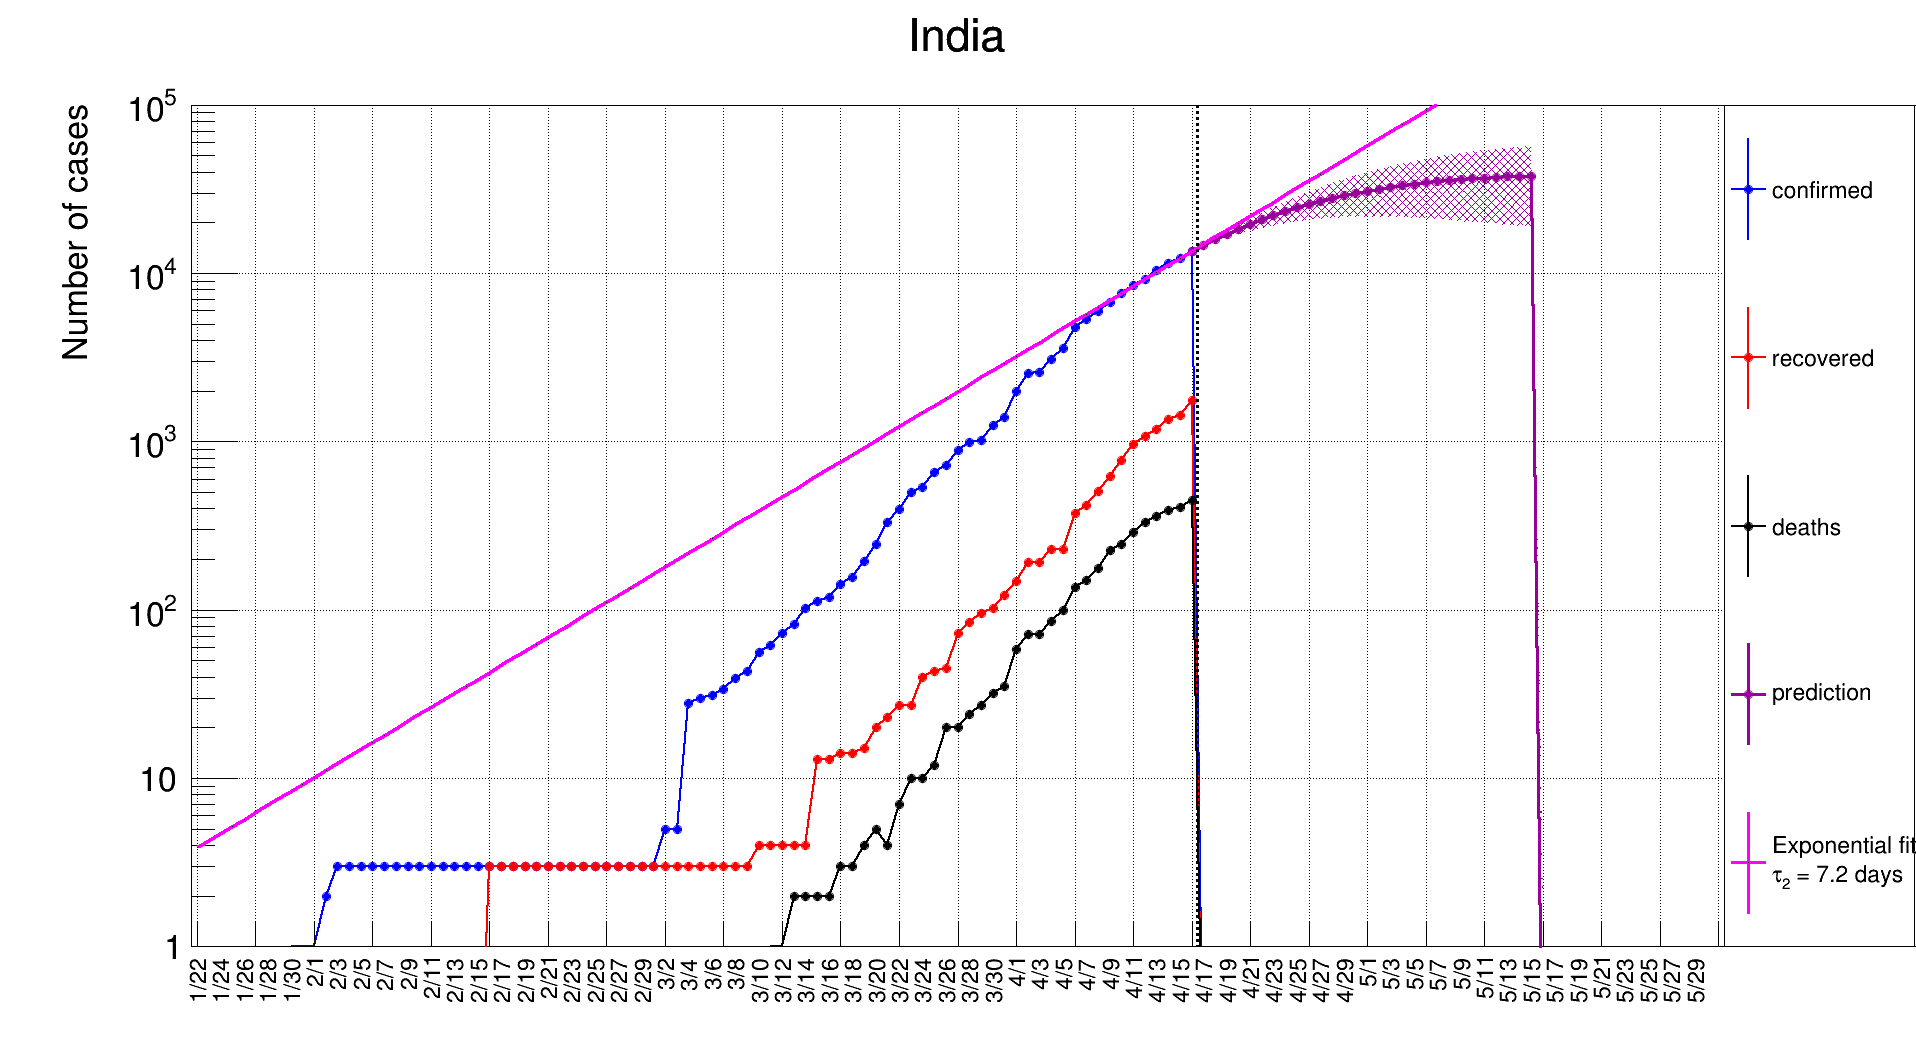 India
Number of cases
10^5
10^4
10^3
10^2
10
1
1/22 1/24 1/26 1/28 1/30 2/1 2/3 2/5 2/7 2/9 2/11 2/13 2/15 2/17 2/19 2/21 2/23 2/25 2/27 2/29 3/2 3/4 3/6 3/8 3/10 3/12 3/14 3/16 3/18 3/20 3/22 3/24 3/26 3/28 3/30 4/1 4/3 4/5 4/7 4/9 4/11 4/13 4/15 4/17 4/19 4/21 4/23 4/25 4/27 4/29 5/1 5/3 5/5 5/7 5/9 5/11 5/13 5/15 5/17 5/19 5/21 5/23 5/25 5/27 5/29
confirmed
recovered
deaths
prediction
Exponential fit
τ₂ = 7.2 days